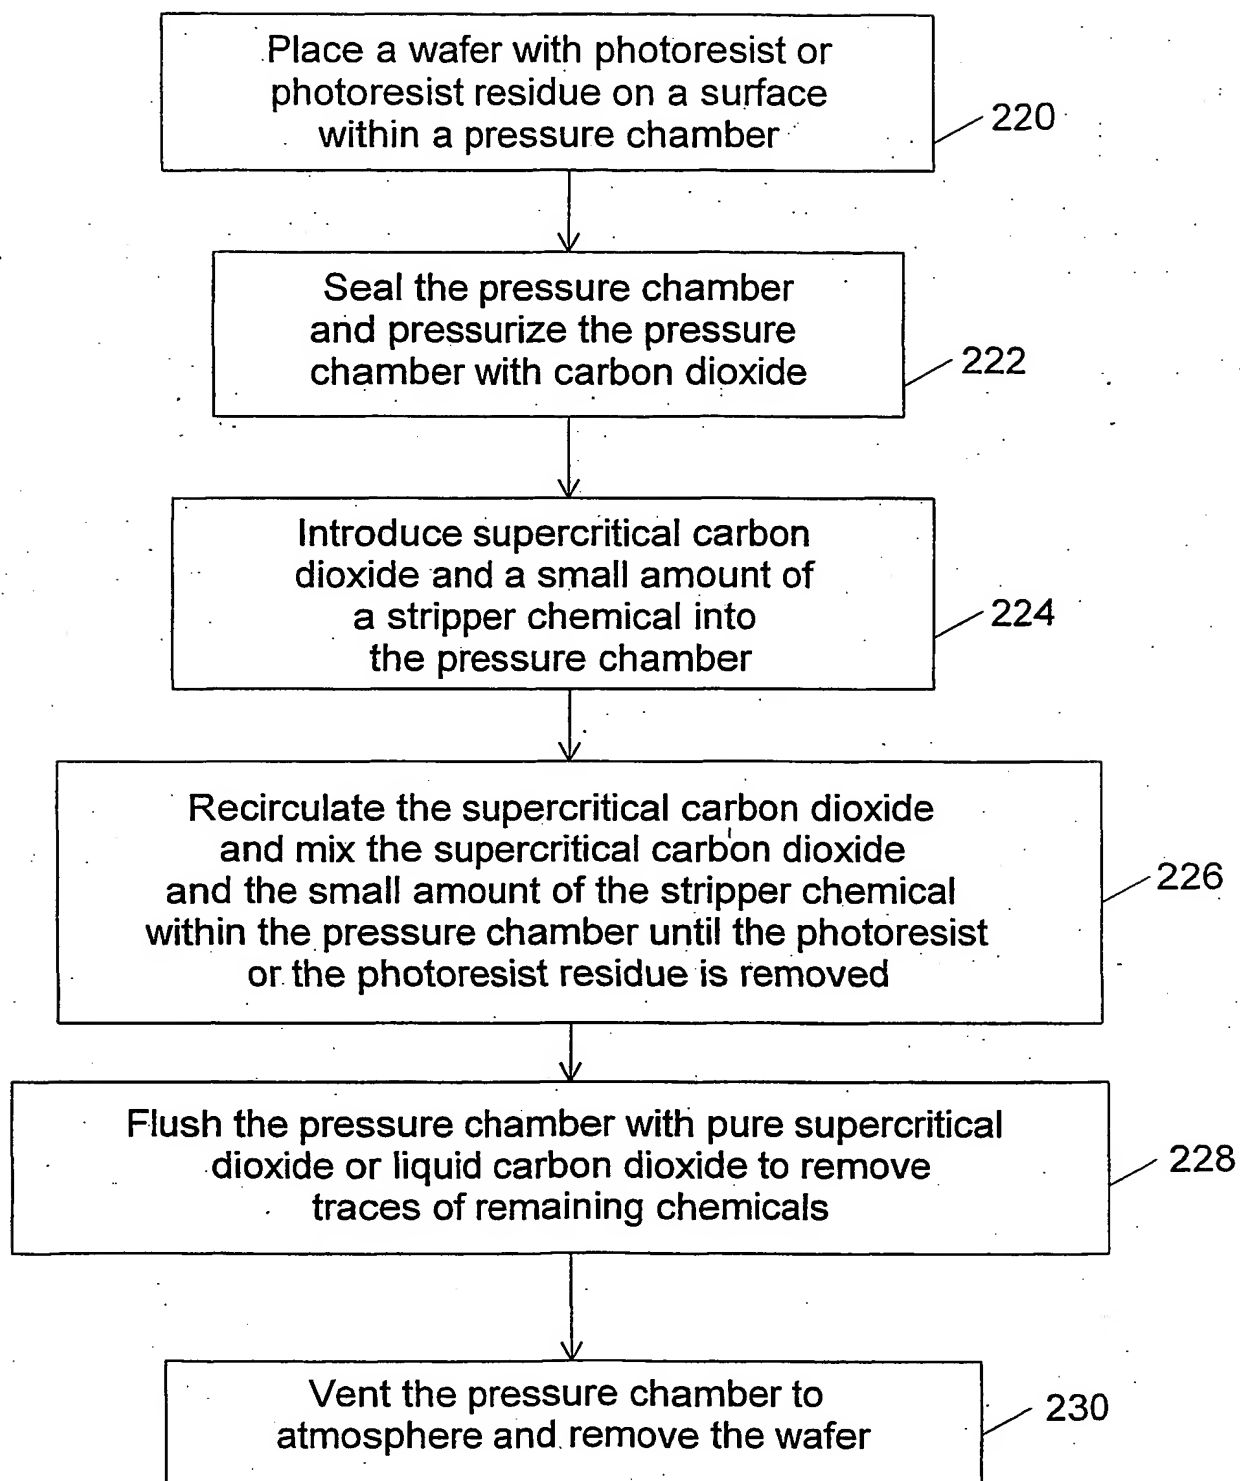 Place a wafer with photoresist or
photoresist residue on a surface
within a pressure chamber
220
Seal the pressure chamber
and pressurize the pressure
chamber with carbon dioxide
222
Introduce supercritical carbon
dioxide and a small amount of
a stripper chemical into
the pressure chamber
224
Recirculate the supercritical carbon dioxide
and mix the supercritical carbon dioxide
and the small amount of the stripper chemical
within the pressure chamber until the photoresist
or the photoresist residue is removed
226
Flush the pressure chamber with pure supercritical
dioxide or liquid carbon dioxide to remove
traces of remaining chemicals
228
Vent the pressure chamber to
atmosphere and remove the wafer
230